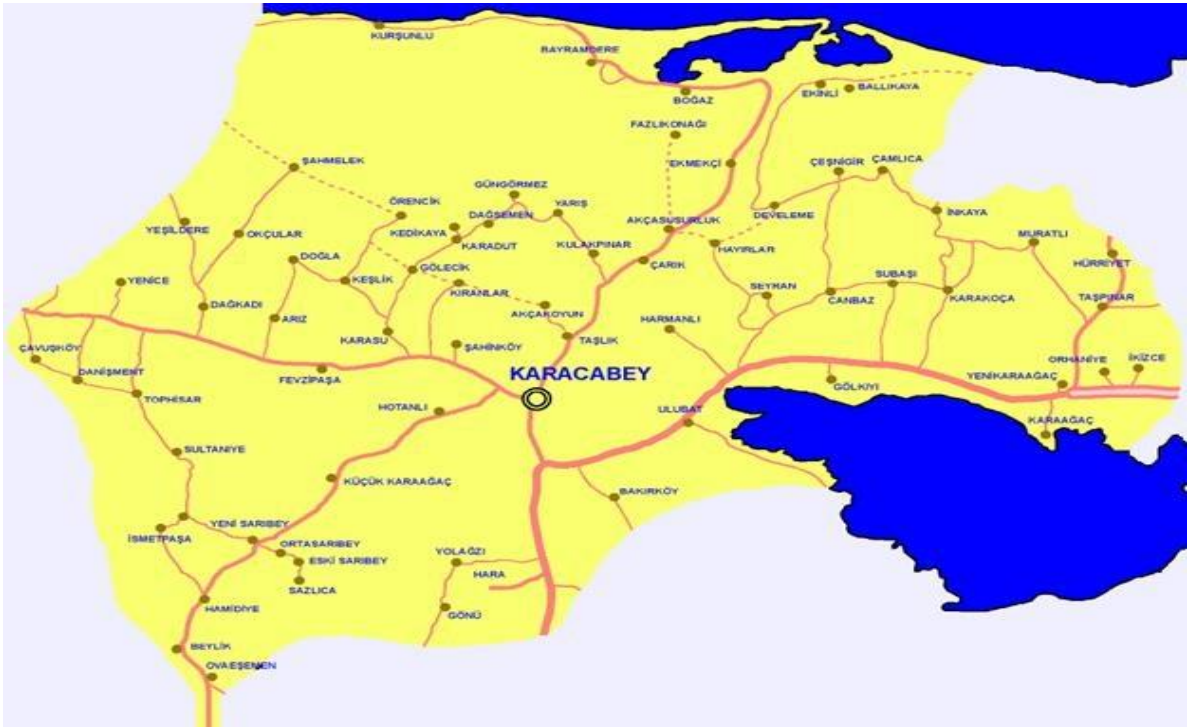 KURŞUNLU
BAYRAMDERE
BOĞAZ
EKİNLİ
BALLIKAYA
FAZLIKONAĞI
EKMEKÇİ
ÇEŞNİGİR
ÇAMLICA
ŞAHMELEK
GÜNGÖRMEZ
ÖRENCİK
YARIŞ
DAĞSEMEN
KEDİKAYA
KARADUT
AKÇASUSURLUK
DEVELEME
İNKAYA
YEŞİLDERE
OKÇULAR
KULAKPINAR
HAYIRLAR
MURATLI
DOĞLA
GÖLECİK
ÇARIK
HÜRRİYET
YENİCE
KEŞLİK
KIRANLAR
SEYRAN
SUBAŞI
CANBAZ
KARAKOÇA
TAŞPINAR
DAĞKADI
ARIZ
AKÇAKOYUN
HARMANLI
KARASU
TAŞLIK
ŞAHİNKÖY
ÇAVUŞKÖY
DANİŞMENT
FEVZİPAŞA
KARACABEY
ORHANİYE
İKİZCE
YENİKARAAĞAÇ
GÖLKIYI
TOPHİSAR
HOTANLI
ULUBAT
KARAAĞAÇ
SULTANIYE
KÜÇÜK KARAAĞAÇ
BAKIRKÖY
YENİ SARIBEY
İSMETPAŞA
ORTASARIBEY
ESKİ SARIBEY
YOLAĞZI
HARA
SAZLICA
HAMİDİYE
GÖNÜ
BEYLİK
OVAEŞEMEN